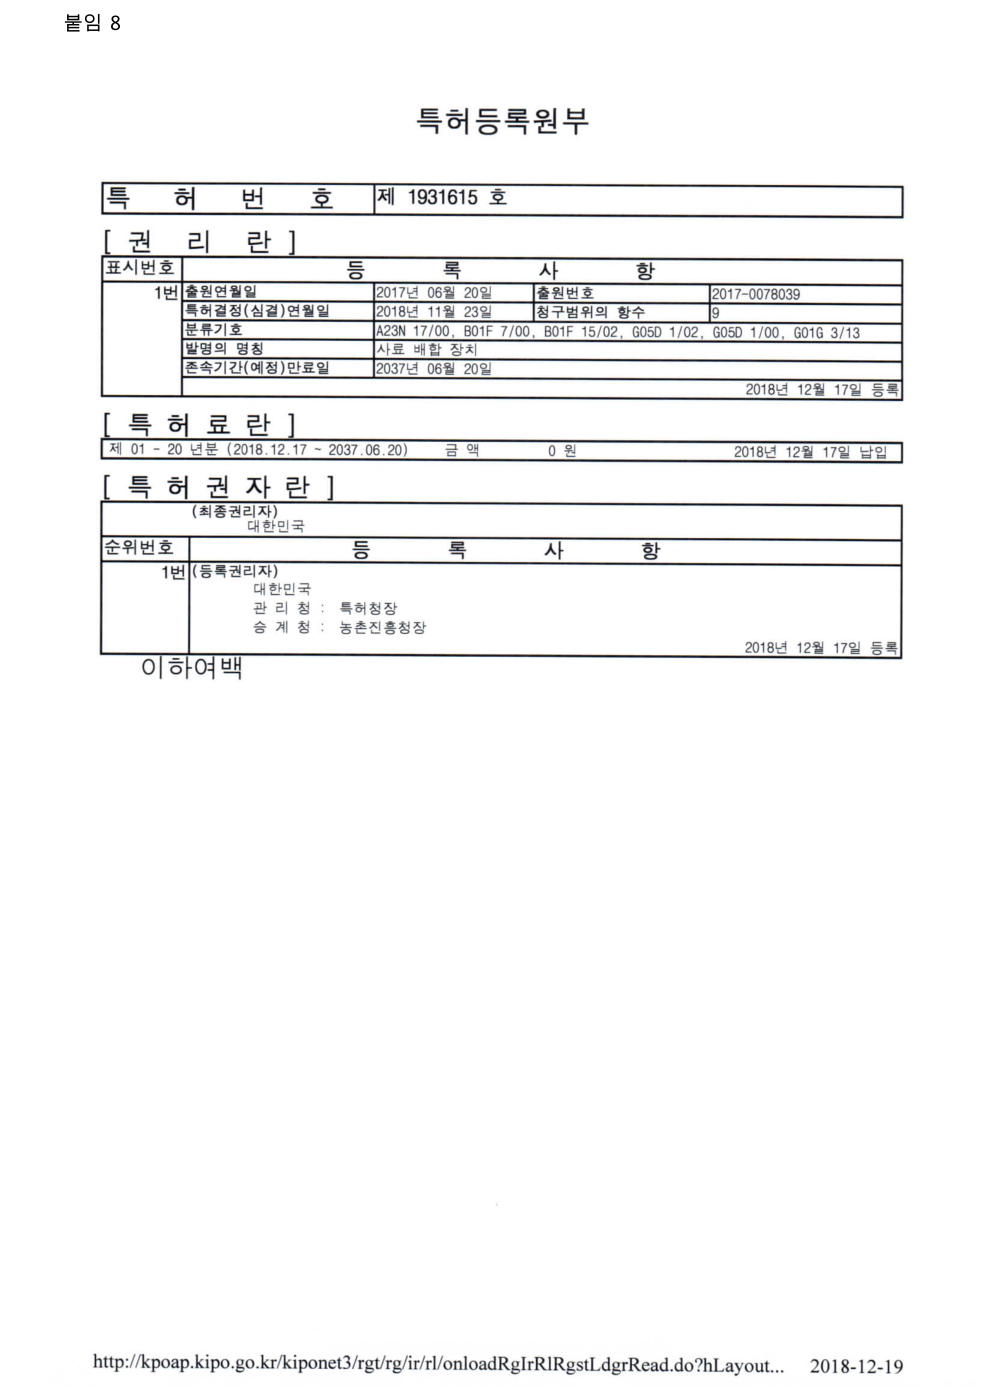 붙임 8
특허등록원부
특 허 번 호 제 1931615 호
[ 권 리 란 ]
표시번호 등 록 사 항
1번 출원연월일 2017년 06월 20일 출원번호 2017-0078039
특허결정(심결)연월일 2018년 11월 23일 청구범위의 항수 9
분류기호 A23N 17/00, B01F 7/00, B01F 15/02, G05D 1/02, G05D 1/00, G01G 3/13
발명의 명칭 사료 배합 장치
존속기간(예정)만료일 2037년 06월 20일
2018년 12월 17일 등록
[ 특 허 료 란 ]
제 01 - 20 년분 (2018.12.17 ~ 2037.06.20) 금 액 0 원 2018년 12월 17일 납입
[ 특 허 권 자 란 ]
(최종권리자)
대한민국
순위번호 등 록 사 항
1번 (등록권리자)
대한민국
관 리 청 : 특허청장
승 계 청 : 농촌진흥청장
2018년 12월 17일 등록
이하여백
http://kpoap.kipo.go.kr/kiponet3/rgt/rg/ir/rl/onloadRgIrRlRgstLdgrRead.do?hLayout... 2018-12-19